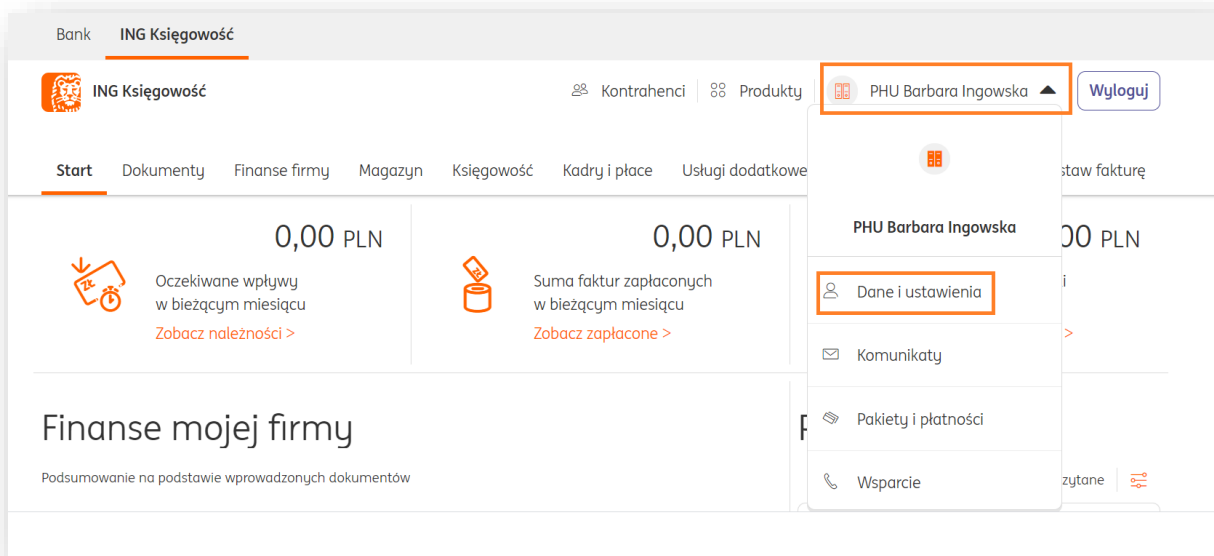 Bank ING Księgowość
ING Księgowość Kontrahenci Produkty PHU Barbara Ingowska Wyloguj
Start Dokumenty Finanse firmy Magazyn Księgowość Kadry i płace Usługi dodatkowe staw fakturę
PHU Barbara Ingowska
0,00 PLN
Oczekiwane wpływy
w bieżącym miesiącu
Zobacz należności >
0,00 PLN
Suma faktur zapłaconych
w bieżącym miesiącu
Zobacz zapłacone >
00 PLN
i
>
Dane i ustawienia
Komunikaty
Pakiety i płatności
Wsparcie
Finanse mojej firmy
Podsumowanie na podstawie wprowadzonych dokumentów
zytane